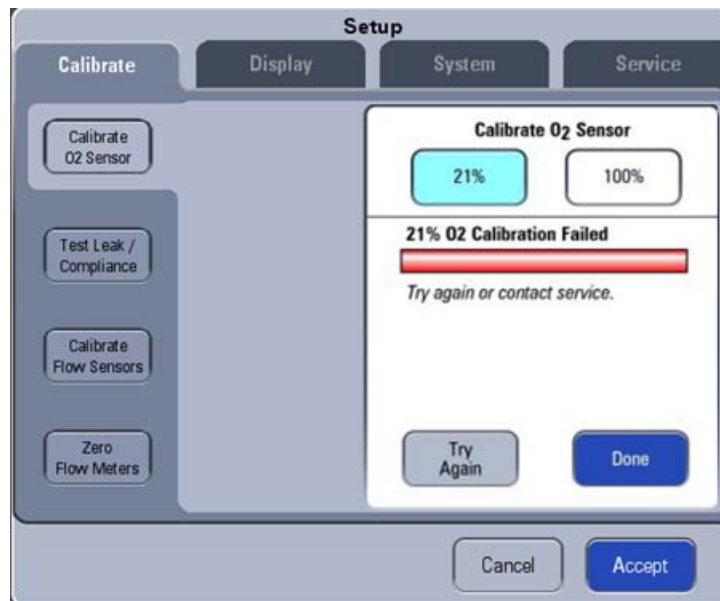 Setup
Calibrate
Display
System
Service
Calibrate
O2 Sensor
Test Leak /
Compliance
Calibrate
Flow Sensors
Zero
Flow Meters
Calibrate O2 Sensor
21%
100%
21% O2 Calibration Failed
Try again or contact service.
Try
Again
Done
Cancel
Accept